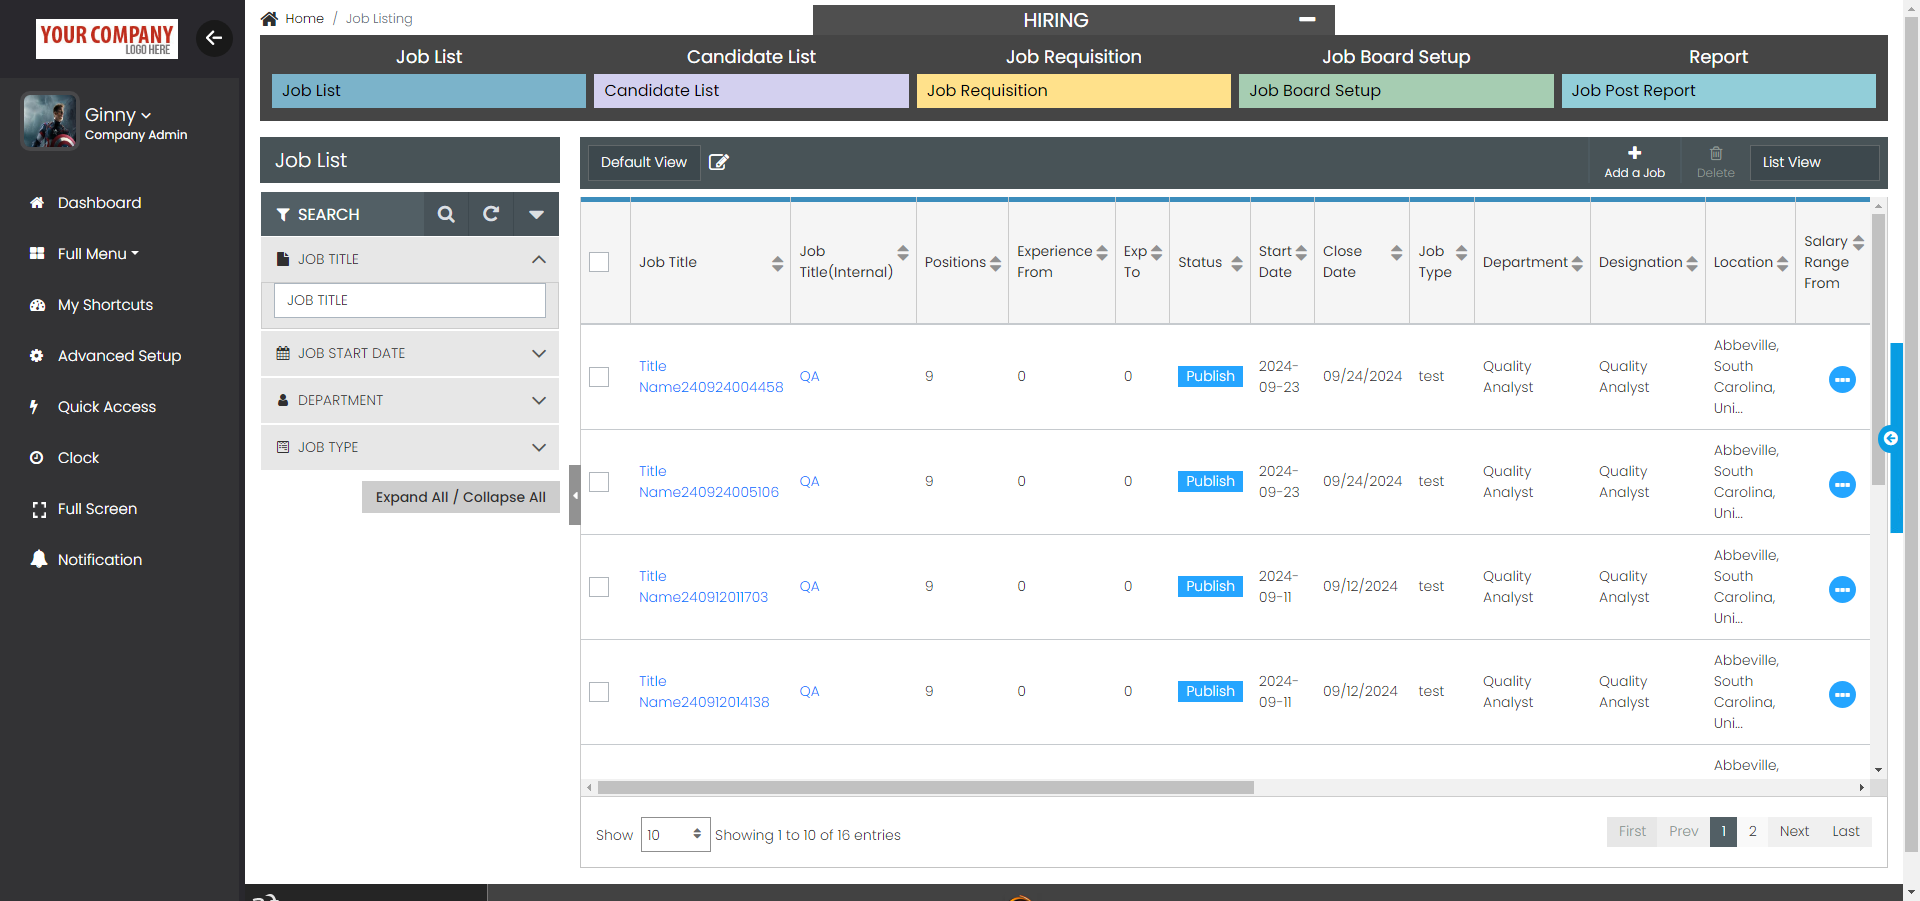 YOUR COMPANY
LOGO HERE
Ginny
Company Admin
Dashboard
Full Menu
My Shortcuts
Advanced Setup
Quick Access
Clock
Full Screen
Notification
Home / Job Listing
HIRING
Job List
Candidate List
Job Requisition
Job Board Setup
Report
Job List
Candidate List
Job Requisition
Job Board Setup
Job Post Report
Job List
SEARCH
JOB TITLE
JOB TITLE
JOB START DATE
DEPARTMENT
JOB TYPE
Expand All / Collapse All
Default View
Add a Job
Delete
List View
Job Title
Job
Title(Internal)
Positions
Experience
From
Exp
To
Status
Start
Date
Close
Date
Job
Type
Department
Designation
Location
Salary
Range
From
Title
Name240924004458
QA
9
0
0
Publish
2024-
09-23
09/24/2024
test
Quality
Analyst
Quality
Analyst
Abbeville,
South
Carolina,
Uni...
Title
Name240924005106
QA
9
0
0
Publish
2024-
09-23
09/24/2024
test
Quality
Analyst
Quality
Analyst
Abbeville,
South
Carolina,
Uni...
Title
Name240912011703
QA
9
0
0
Publish
2024-
09-11
09/12/2024
test
Quality
Analyst
Quality
Analyst
Abbeville,
South
Carolina,
Uni...
Title
Name240912014138
QA
9
0
0
Publish
2024-
09-11
09/12/2024
test
Quality
Analyst
Quality
Analyst
Abbeville,
South
Carolina,
Uni...
Abbeville,
Show 10 Showing 1 to 10 of 16 entries
First Prev 1 2 Next Last